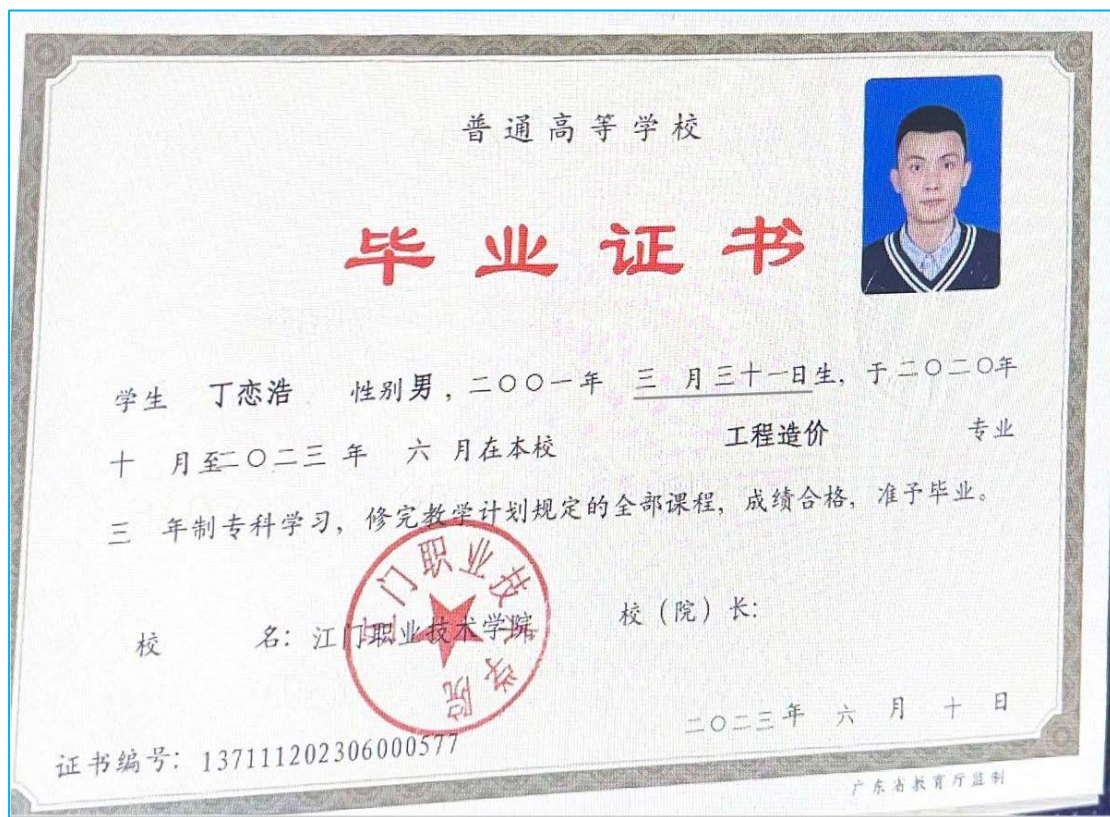 普通高等学校
毕业证书
学生 丁恋浩 性别男，二〇〇一年 三 月三十一日生，于二〇二〇年
十 月至二〇二三 年 六 月在本校 工程造价 专业
三 年制专科学习，修完教学计划规定的全部课程，成绩合格，准予毕业。
江门职业技术学院
校 名：江门职业技术学院 校（院）长：
二〇二三年 六 月 十 日
证书编号：137111202306000577
广东省教育厅监制